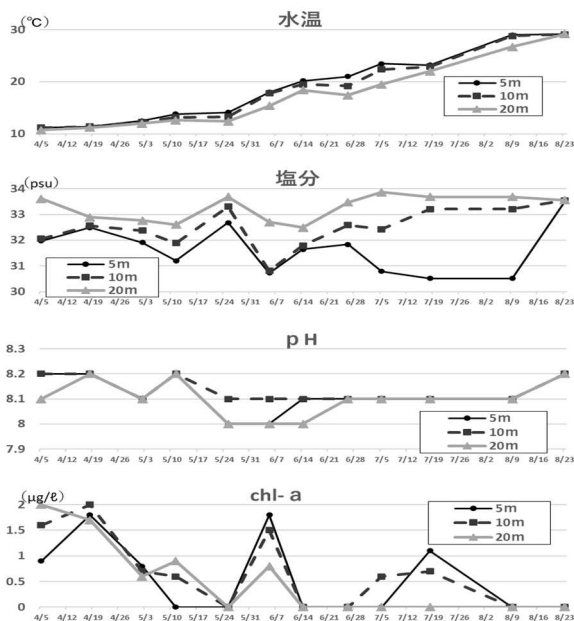 (℃) 水温
30
20
10
5m
10m
20m
4/5 4/12 4/19 4/26 5/3 5/10 5/17 5/24 5/31 6/7 6/14 6/21 6/28 7/5 7/12 7/19 7/26 8/2 8/9 8/16 8/23
塩分
(psu)
34
33
32
31
30
5m
10m
20m
4/5 4/12 4/19 4/26 5/3 5/10 5/17 5/24 5/31 6/7 6/14 6/21 6/28 7/5 7/12 7/19 7/26 8/2 8/9 8/16 8/23
pH
8.3
8.2
8.1
8
7.9
5m
10m
20m
4/5 4/12 4/19 4/26 5/3 5/10 5/17 5/24 5/31 6/7 6/14 6/21 6/28 7/5 7/12 7/19 7/26 8/2 8/9 8/16 8/23
(μg/ℓ) chl-a
2
1.5
1
0.5
0
5m
10m
20m
4/5 4/12 4/19 4/26 5/3 5/10 5/17 5/24 5/31 6/7 6/14 6/21 6/28 7/5 7/12 7/19 7/26 8/2 8/9 8/16 8/23